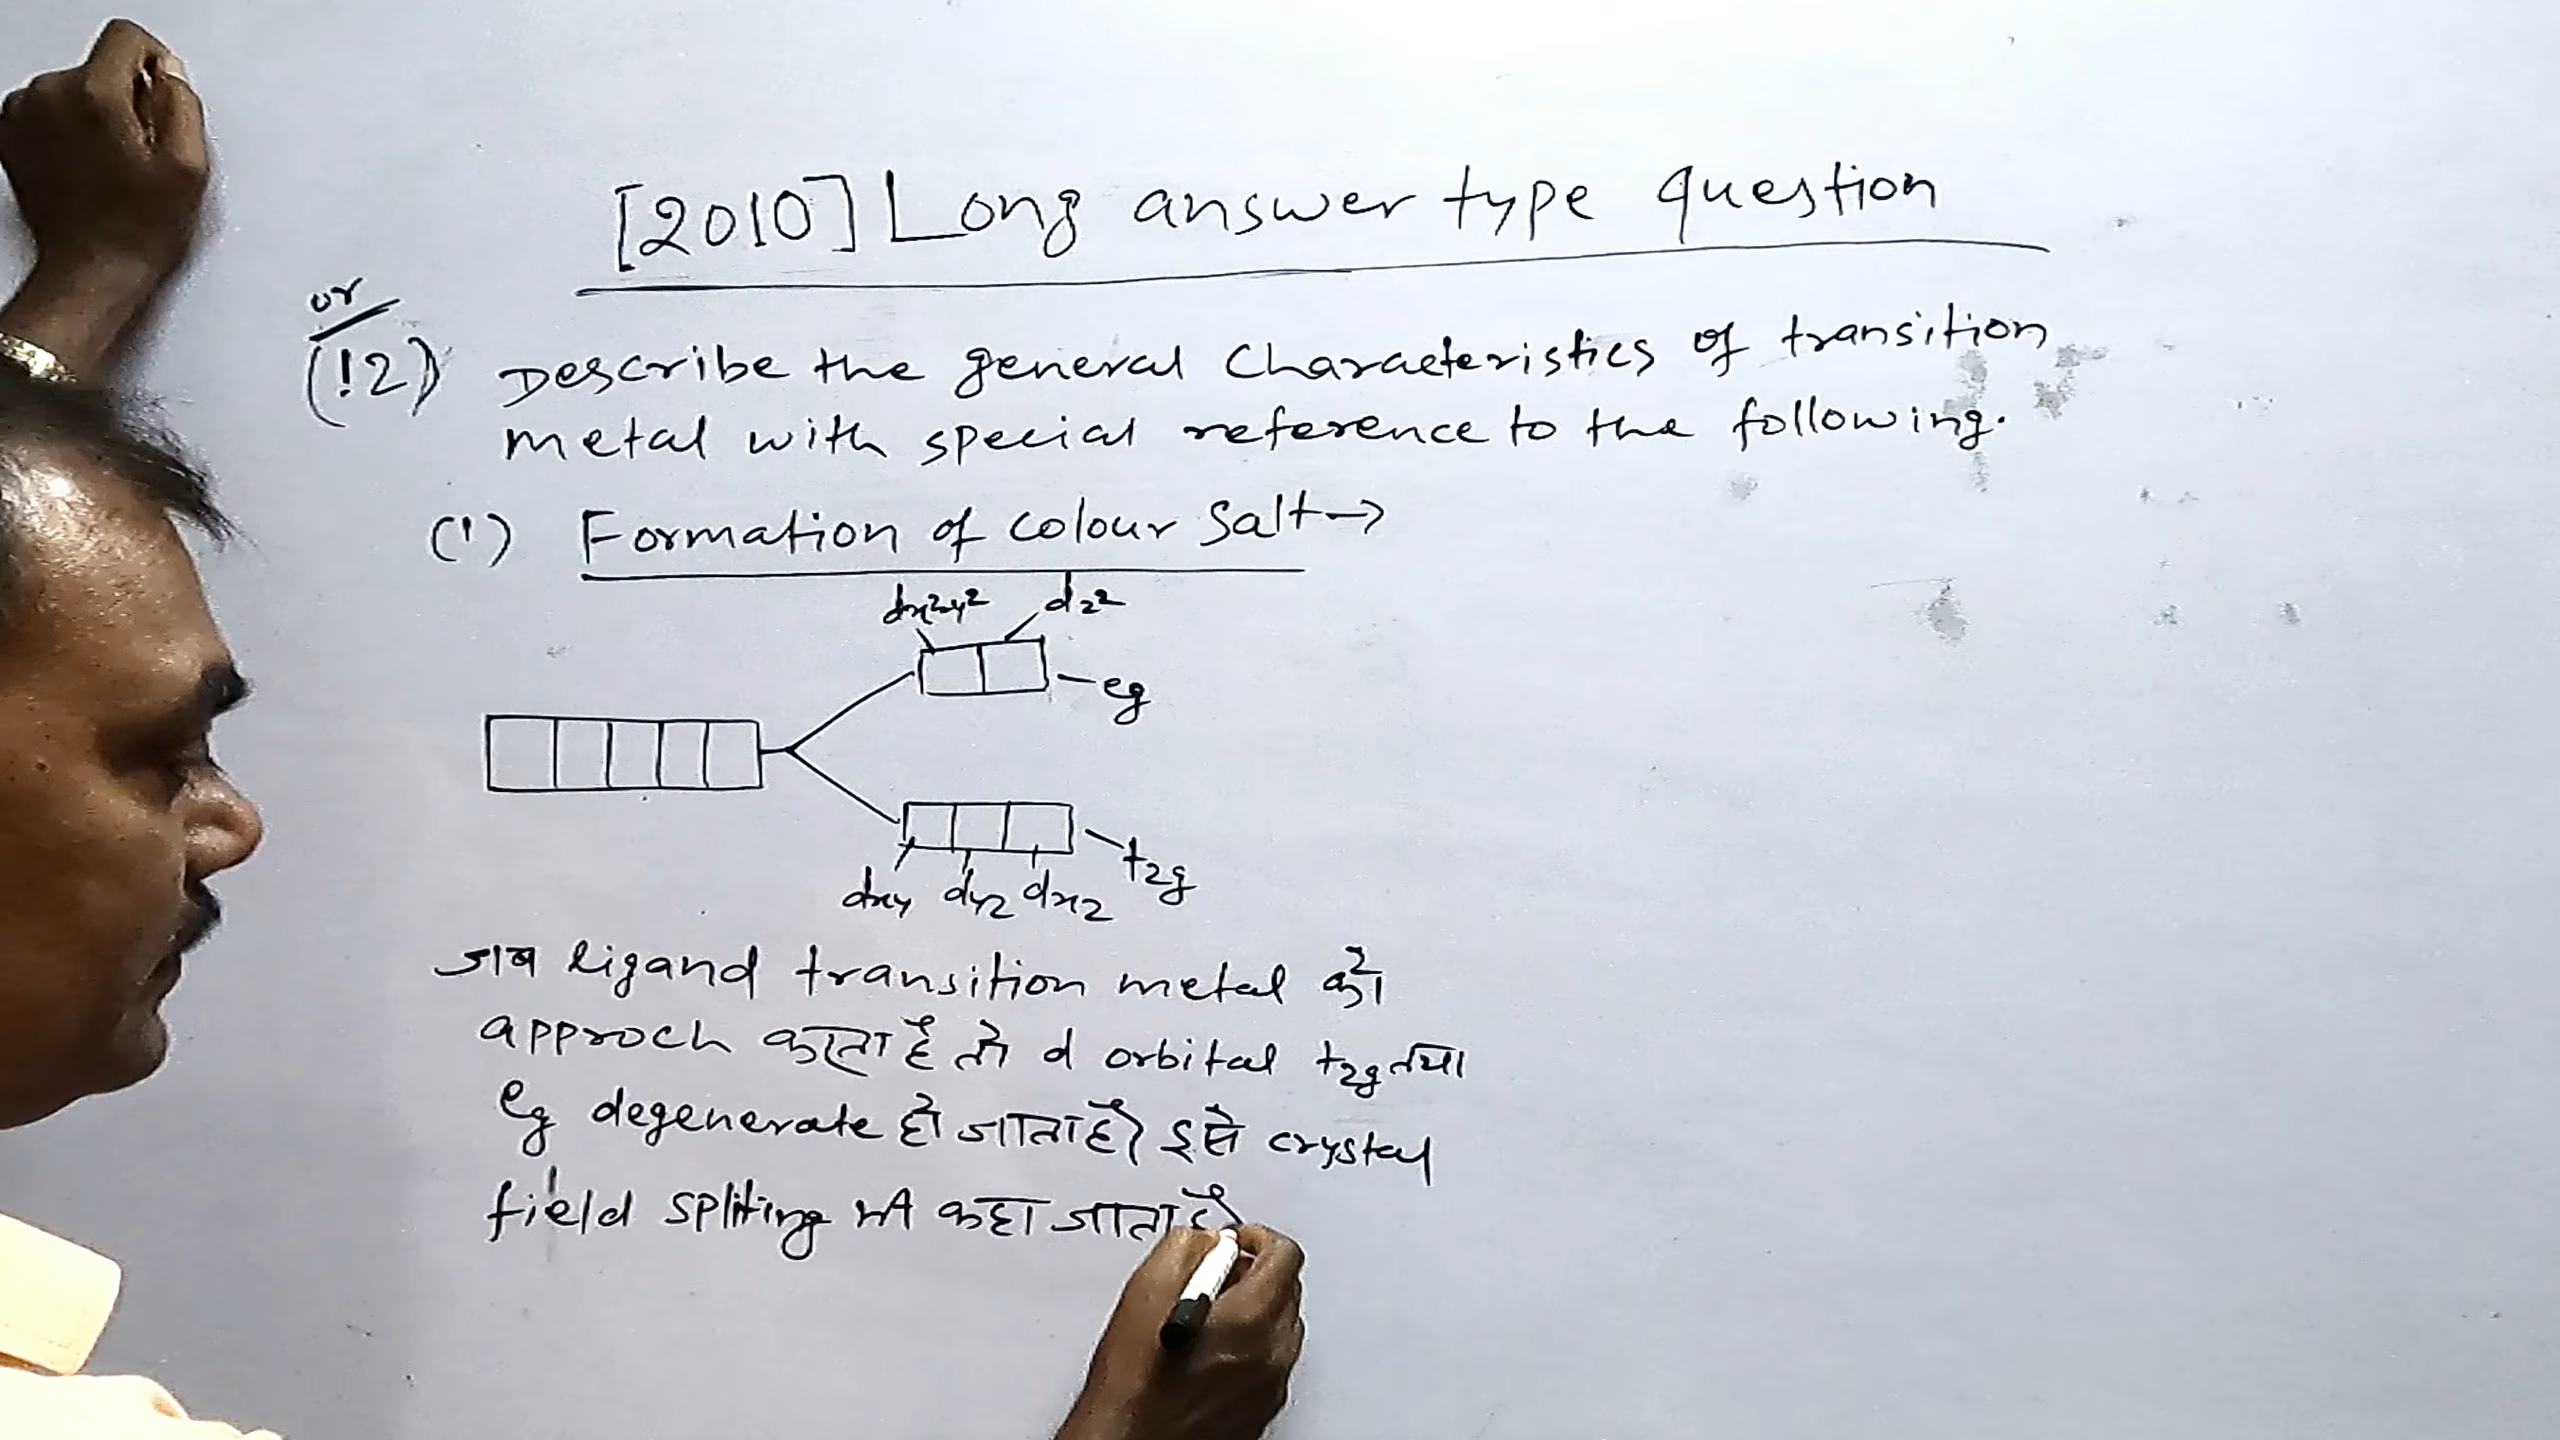 [2010] Long answer type question
or
(12) Describe the general Characteristics of transition
metal with special reference to the following.
(1) Formation of colour salt→
dx²-y² dz²
eg
t2g
dxy dyz dxz
जब ligand transition metal को
approch करता है तो d orbital t2g तथा
eg degenerate हो जाता है। इसे crystal
field spliting भी कहा जाता है